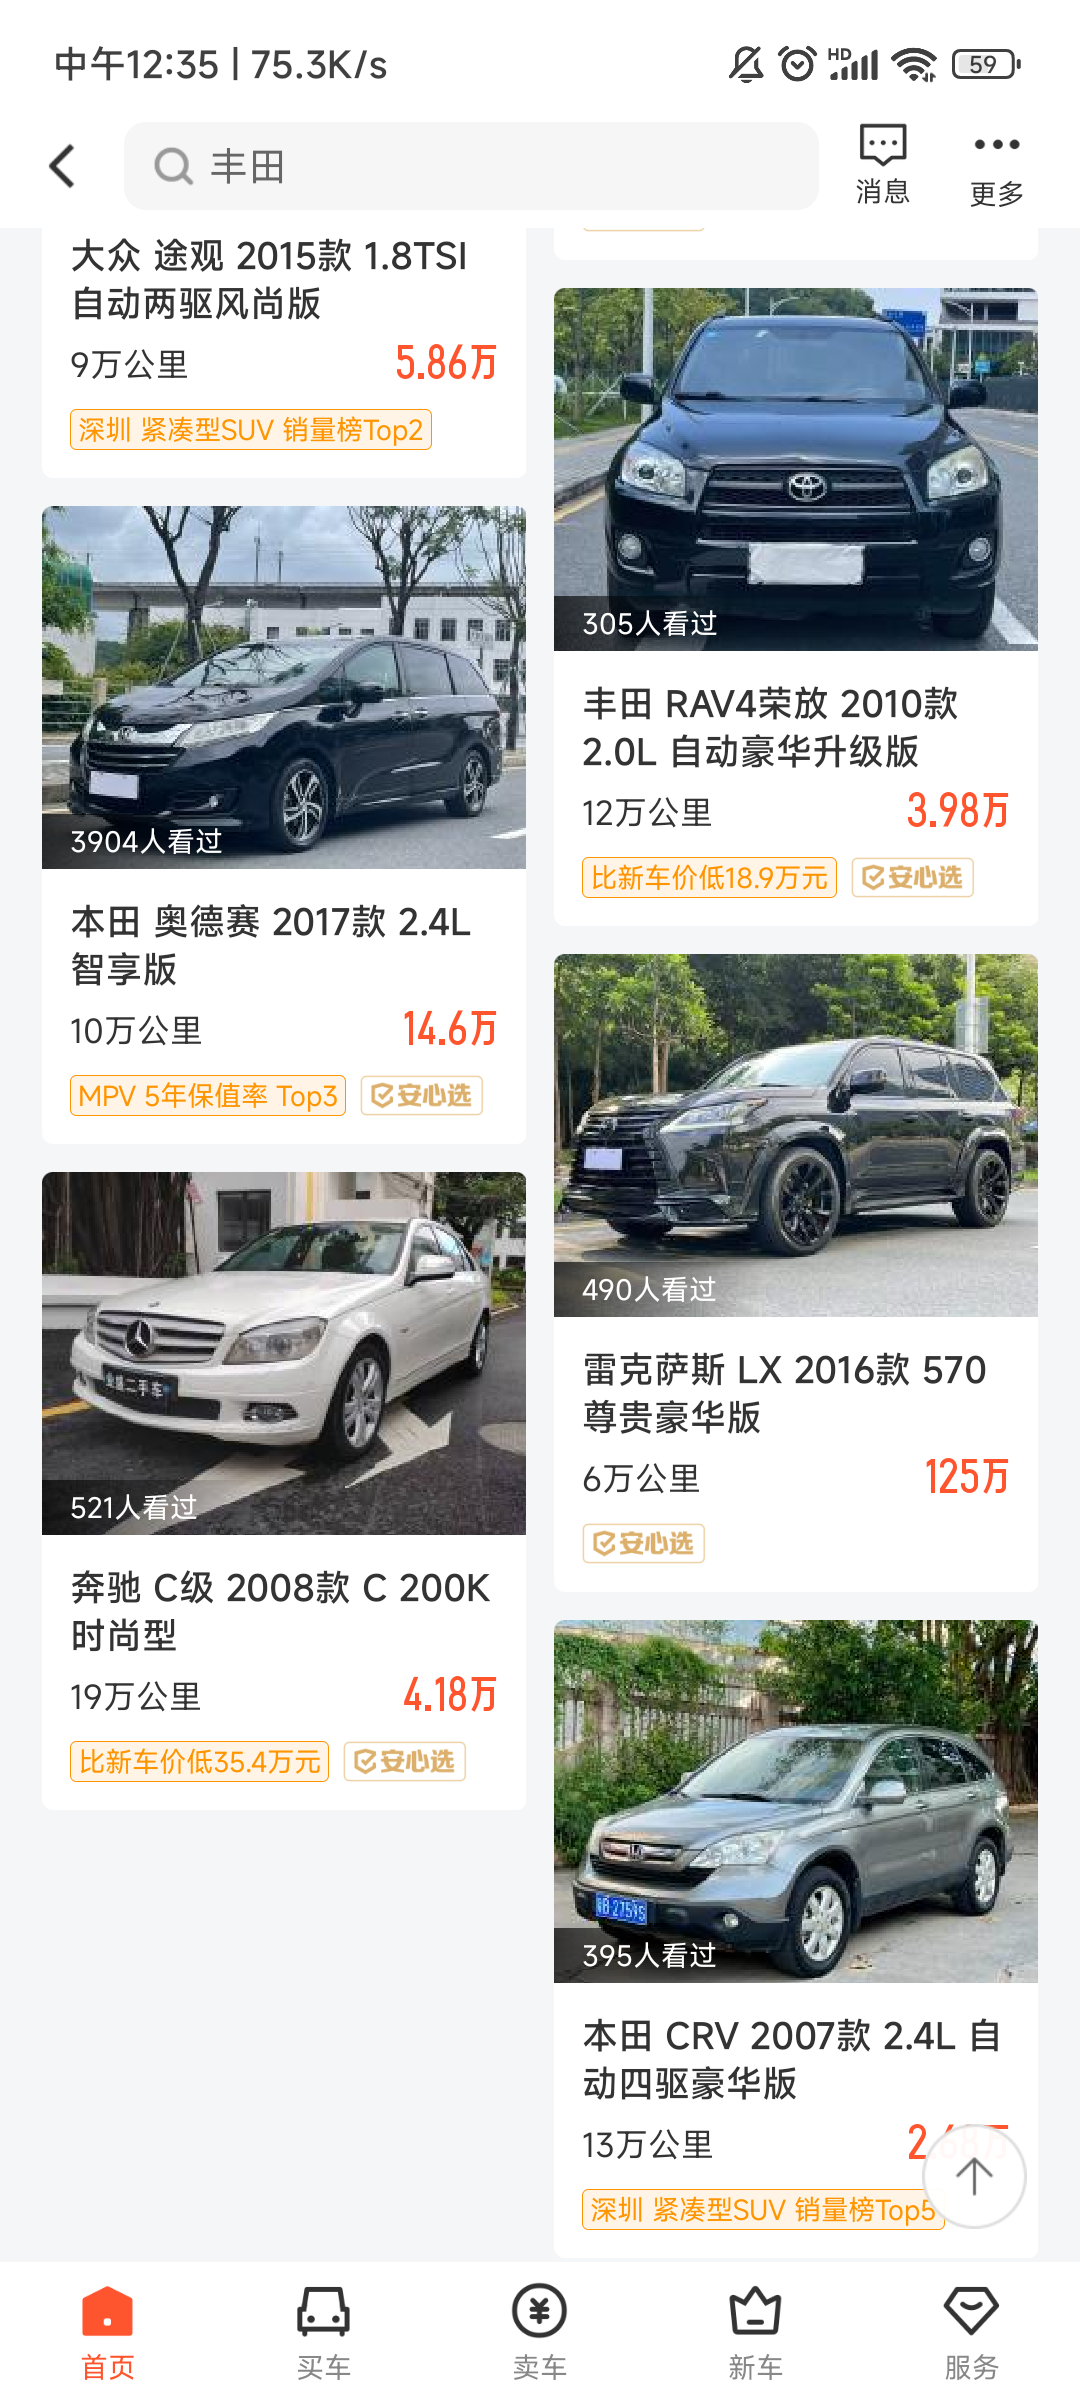 中午12:35 | 75.3K/s
HD
59
丰田
消息
更多
大众 途观 2015款 1.8TSI
自动两驱风尚版
9万公里
5.86万
深圳 紧凑型SUV 销量榜Top2
3904人看过
本田 奥德赛 2017款 2.4L
智享版
10万公里
14.6万
MPV 5年保值率 Top3
安心选
521人看过
奔驰 C级 2008款 C 200K
时尚型
19万公里
4.18万
比新车价低35.4万元
安心选
305人看过
丰田 RAV4荣放 2010款
2.0L 自动豪华升级版
12万公里
3.98万
比新车价低18.9万元
安心选
490人看过
雷克萨斯 LX 2016款 570
尊贵豪华版
6万公里
125万
安心选
395人看过
本田 CRV 2007款 2.4L 自
动四驱豪华版
13万公里
2.68万
深圳 紧凑型SUV 销量榜Top5
首页
买车
卖车
新车
服务